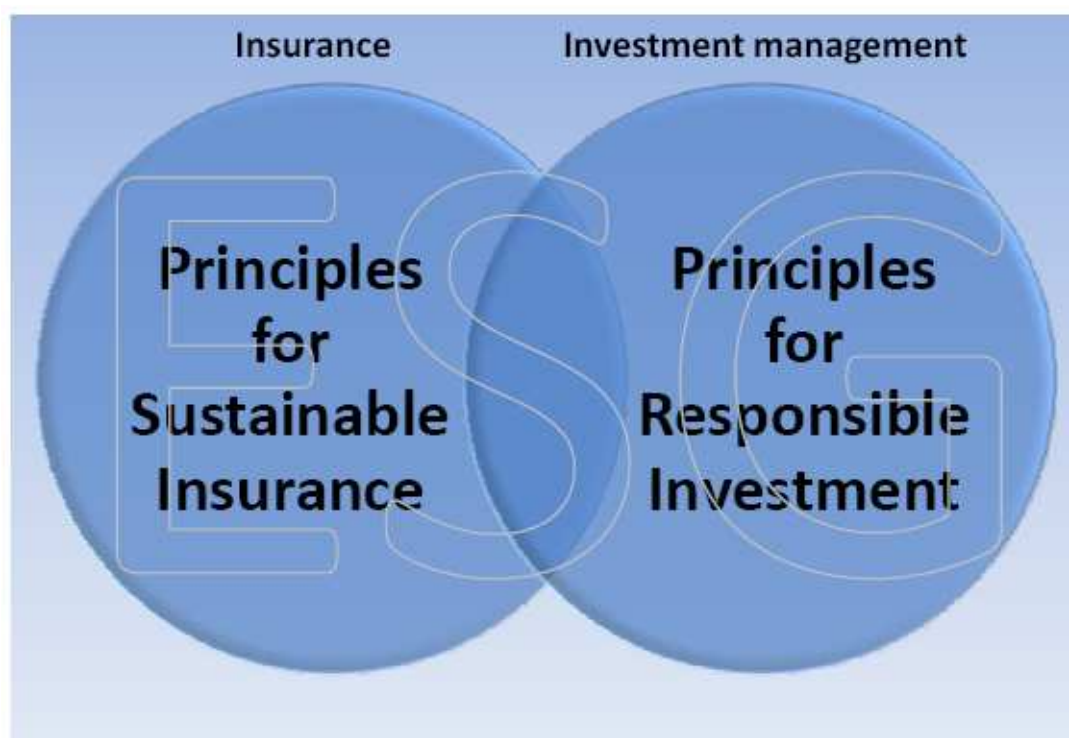 Insurance
Investment management
Principles
for
Sustainable
Insurance
Principles
for
Responsible
Investment
ESG